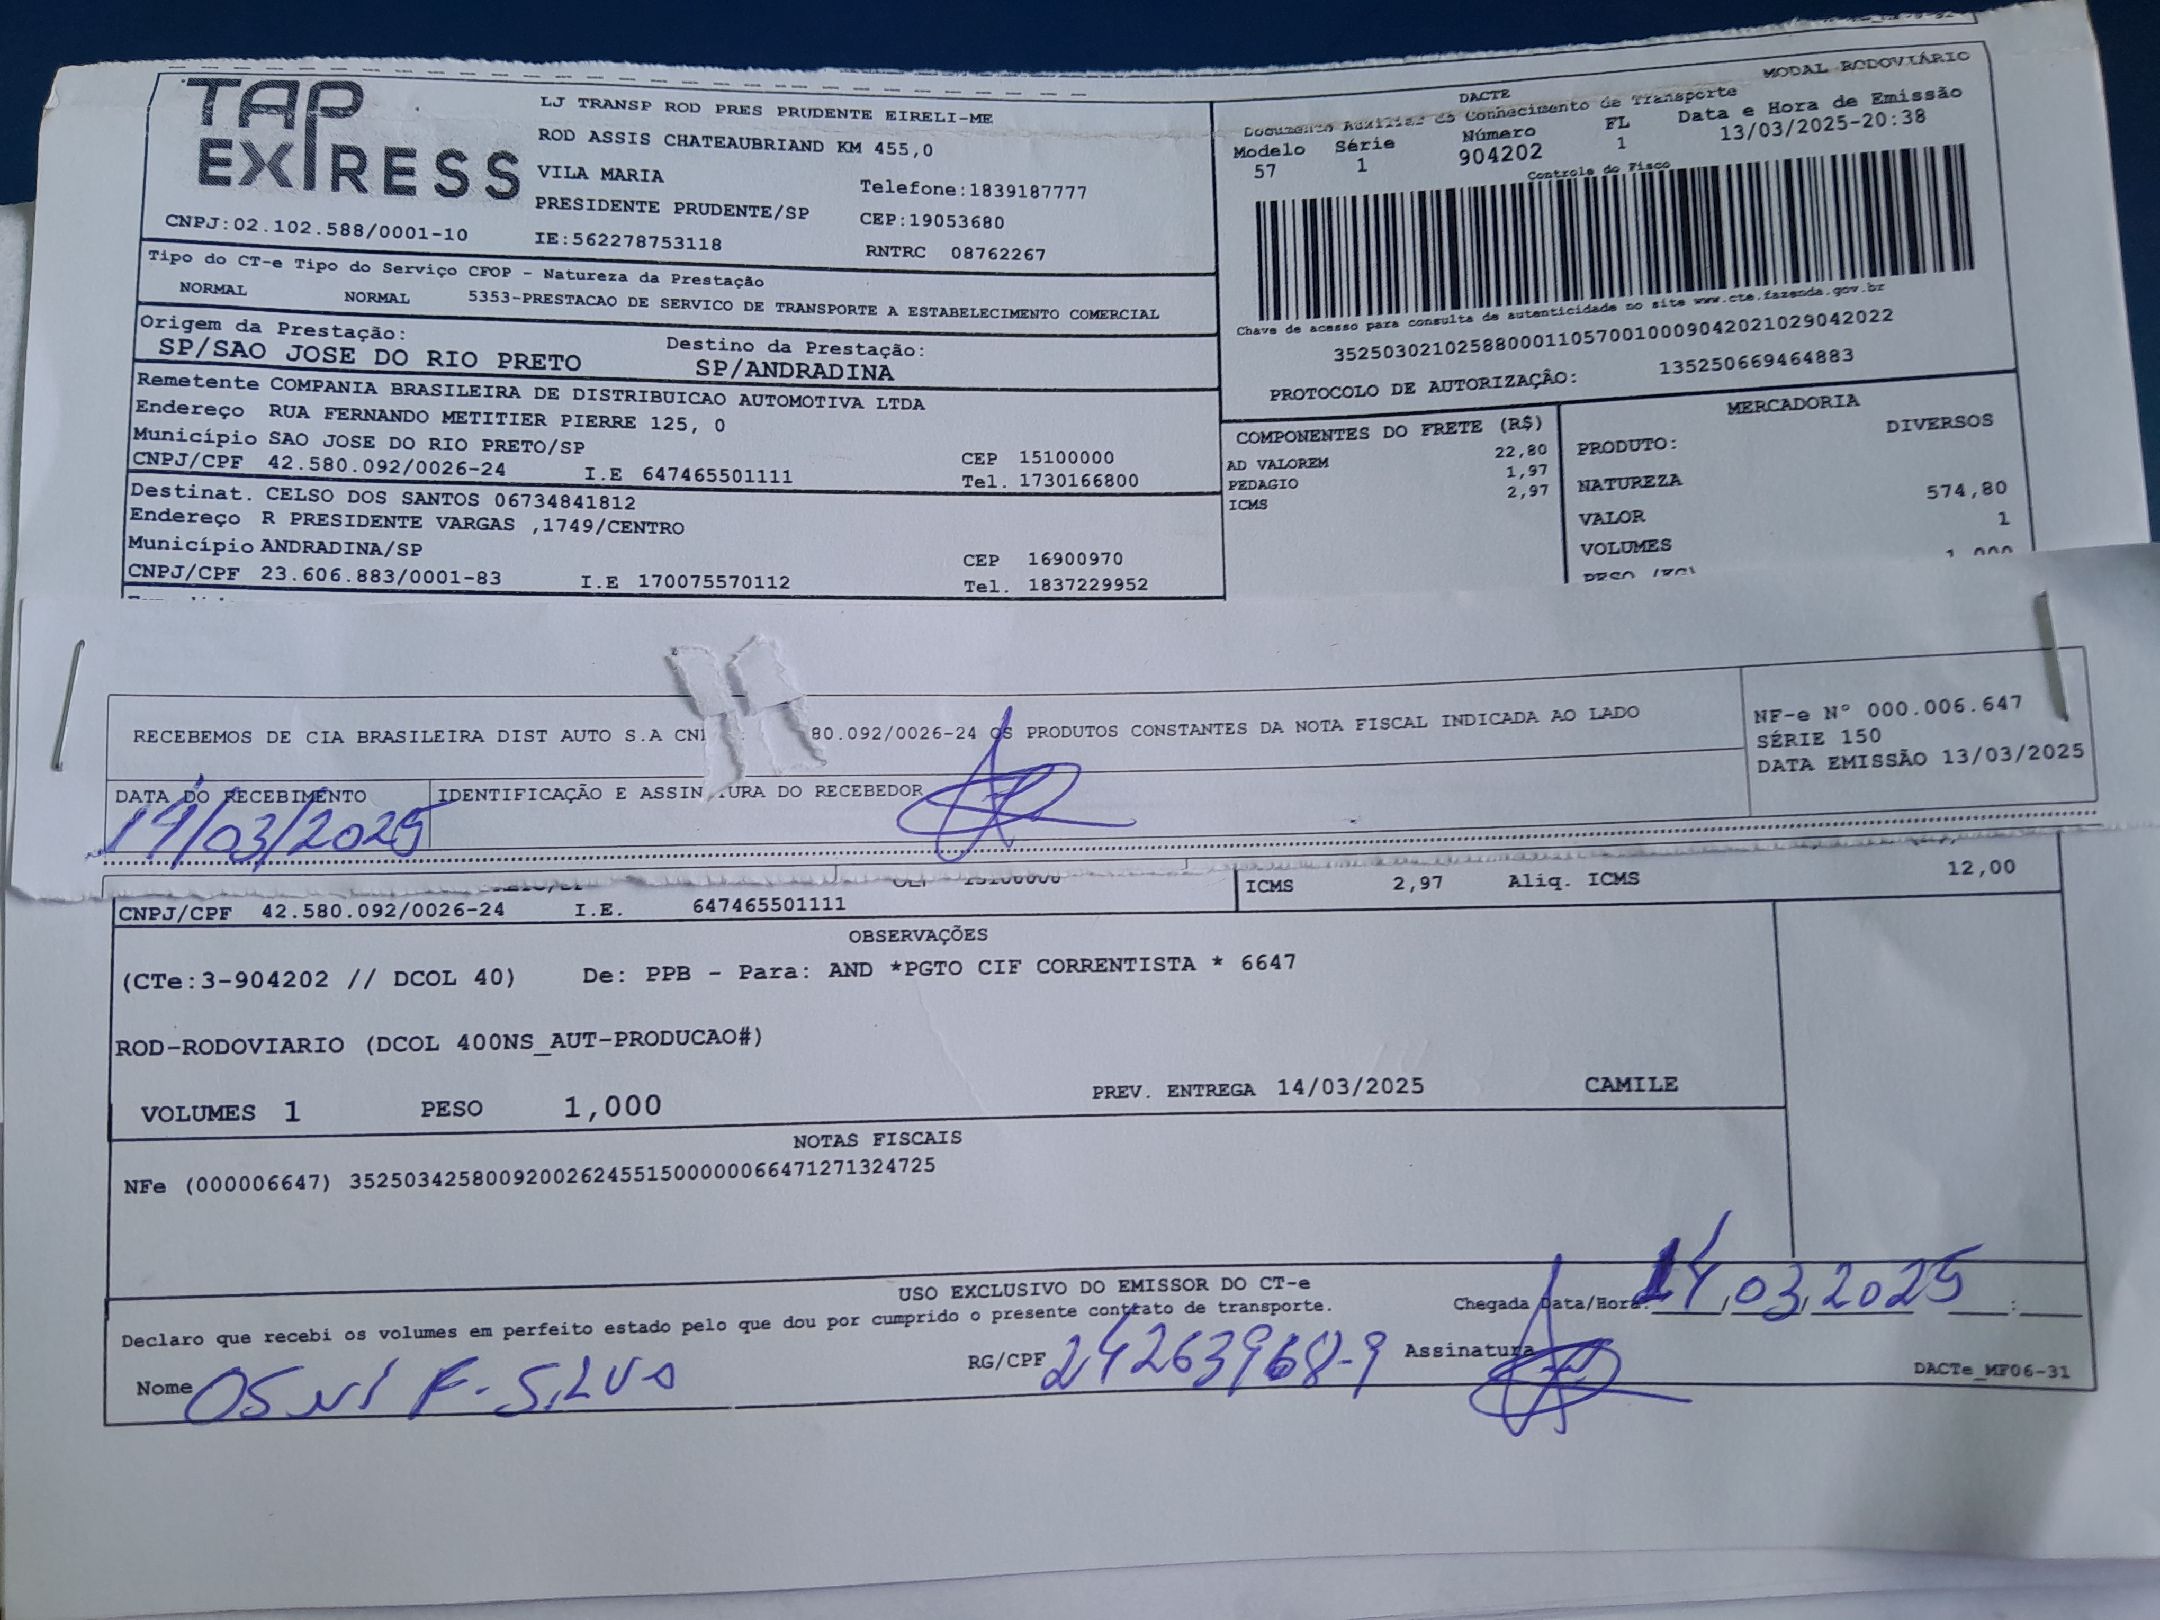 TAP EXPRESS
LJ TRANSP ROD PRES PRUDENTE EIRELI-ME
ROD ASSIS CHATEAUBRIAND KM 455,0
VILA MARIA
Telefone:1839187777
PRESIDENTE PRUDENTE/SP
CEP:19053680
CNPJ:02.102.588/0001-10
IE:562278753118
RNTRC 08762267
MODAL RODOVIÁRIO
DACTE
Documento Auxiliar do Conhecimento de Transporte
Modelo Série Número FL Data e Hora de Emissão
57 1 904202 1 13/03/2025-20:38
Controle do Fisco
Chave de acesso para consulta de autenticidade no site www.cte.fazenda.gov.br
35250302102588000110570010009042021029042022
PROTOCOLO DE AUTORIZAÇÃO: 135250669464883
Tipo do CT-e Tipo do Serviço CFOP - Natureza da Prestação
NORMAL NORMAL 5353-PRESTACAO DE SERVICO DE TRANSPORTE A ESTABELECIMENTO COMERCIAL
Origem da Prestação: Destino da Prestação:
SP/SAO JOSE DO RIO PRETO SP/ANDRADINA
Remetente COMPANIA BRASILEIRA DE DISTRIBUICAO AUTOMOTIVA LTDA
Endereço RUA FERNANDO METITIER PIERRE 125, 0
Município SAO JOSE DO RIO PRETO/SP CEP 15100000
CNPJ/CPF 42.580.092/0026-24 I.E 647465501111 Tel. 1730166800
Destinat. CELSO DOS SANTOS 06734841812
Endereço R PRESIDENTE VARGAS ,1749/CENTRO
Município ANDRADINA/SP CEP 16900970
CNPJ/CPF 23.606.883/0001-83 I.E 170075570112 Tel. 1837229952
COMPONENTES DO FRETE (R$)
AD VALOREM 22,80
PEDAGIO 1,97
ICMS 2,97
MERCADORIA
PRODUTO: DIVERSOS
NATUREZA
VALOR 574,80
VOLUMES 1
PESO (KG) 1,000
RECEBEMOS DE CIA BRASILEIRA DIST AUTO S.A 80.092/0026-24 OS PRODUTOS CONSTANTES DA NOTA FISCAL INDICADA AO LADO
NF-e Nº 000.006.647
SÉRIE 150
DATA EMISSÃO 13/03/2025
DATA DO RECEBIMENTO
14/03/2025
IDENTIFICAÇÃO E ASSINATURA DO RECEBEDOR
ICMS 2,97 Aliq. ICMS 12,00
CNPJ/CPF 42.580.092/0026-24 I.E. 647465501111
OBSERVAÇÕES
(CTe:3-904202 // DCOL 40) De: PPB - Para: AND *PGTO CIF CORRENTISTA * 6647
ROD-RODOVIARIO (DCOL 400NS_AUT-PRODUCAO#)
VOLUMES 1 PESO 1,000 PREV. ENTREGA 14/03/2025 CAMILE
NOTAS FISCAIS
NFe (000006647) 35250342580092002624551500000066471271324725
USO EXCLUSIVO DO EMISSOR DO CT-e
Declaro que recebi os volumes em perfeito estado pelo que dou por cumprido o presente contrato de transporte.
Chegada Data/Hora: 14/03/2025
Nome OSNI F. SILVA
RG/CPF 24263968-9
Assinatura
DACTe_MF06-31